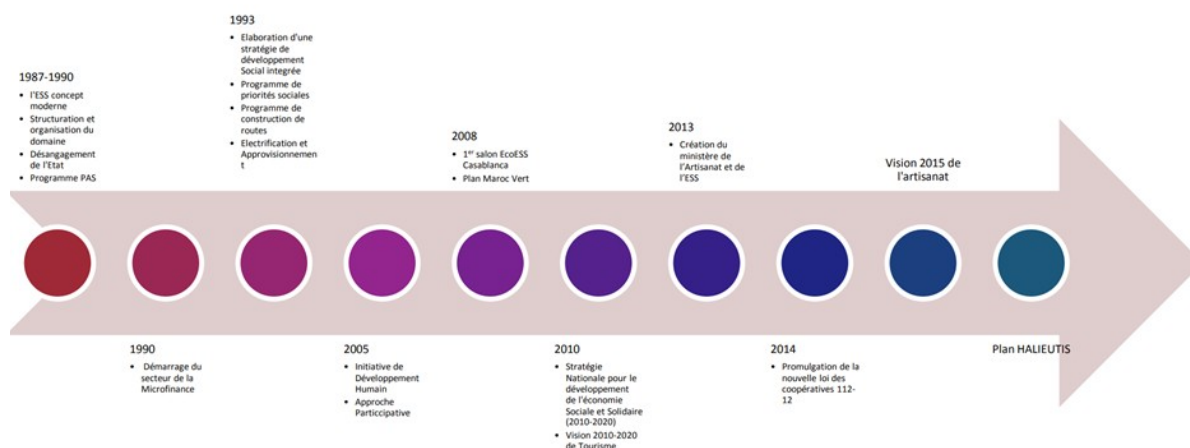 1987-1990
• l'ESS concept
moderne
• Structuration et
organisation du
domaine
• Désangagement
de l'Etat
• Programme PAS
1990
• Démarrage du
secteur de la
Microfinance
1993
• Elaboration d'une
stratégie de
développement
Social integrée
• Programme de
priorités sociales
• Programme de
construction de
routes
• Electrification et
Approvisionnemen
t
2005
• Initiative de
Développement
Humain
• Approche
Particcipative
2008
• 1er salon EcoESS
Casablanca
• Plan Maroc Vert
2010
• Stratégie
Nationale pour le
développement
de l'économie
Sociale et Solidaire
(2010-2020)
• Vision 2010-2020
de Tourisme
2013
• Création du
ministère de
l'Artisanat et de
l'ESS
2014
• Promulgation de la
nouvelle loi des
coopératives 112-
12
Vision 2015 de
l'artisanat
Plan HALIEUTIS